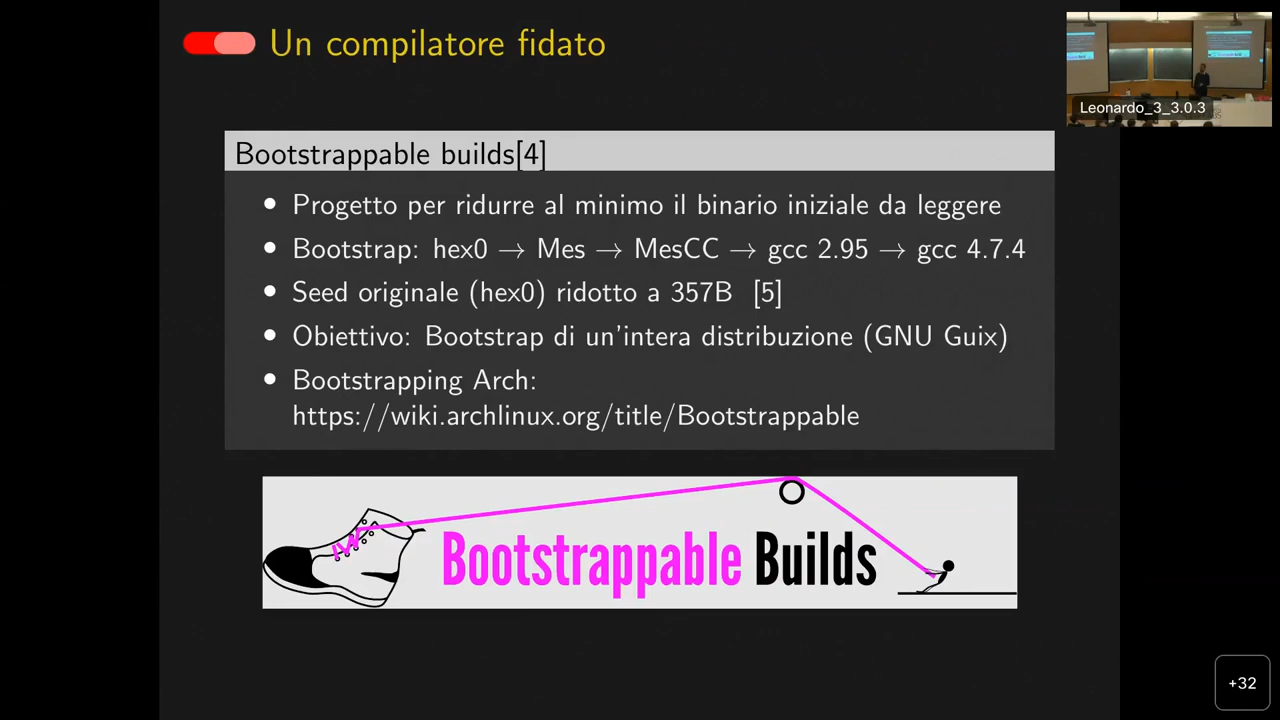 Un compilatore fidato
Leonardo_3_3.0.3
Bootstrappable builds[4]
• Progetto per ridurre al minimo il binario iniziale da leggere
• Bootstrap: hex0 → Mes → MesCC → gcc 2.95 → gcc 4.7.4
• Seed originale (hex0) ridotto a 357B [5]
• Obiettivo: Bootstrap di un'intera distribuzione (GNU Guix)
• Bootstrapping Arch:
https://wiki.archlinux.org/title/Bootstrappable
Bootstrappable Builds
+32